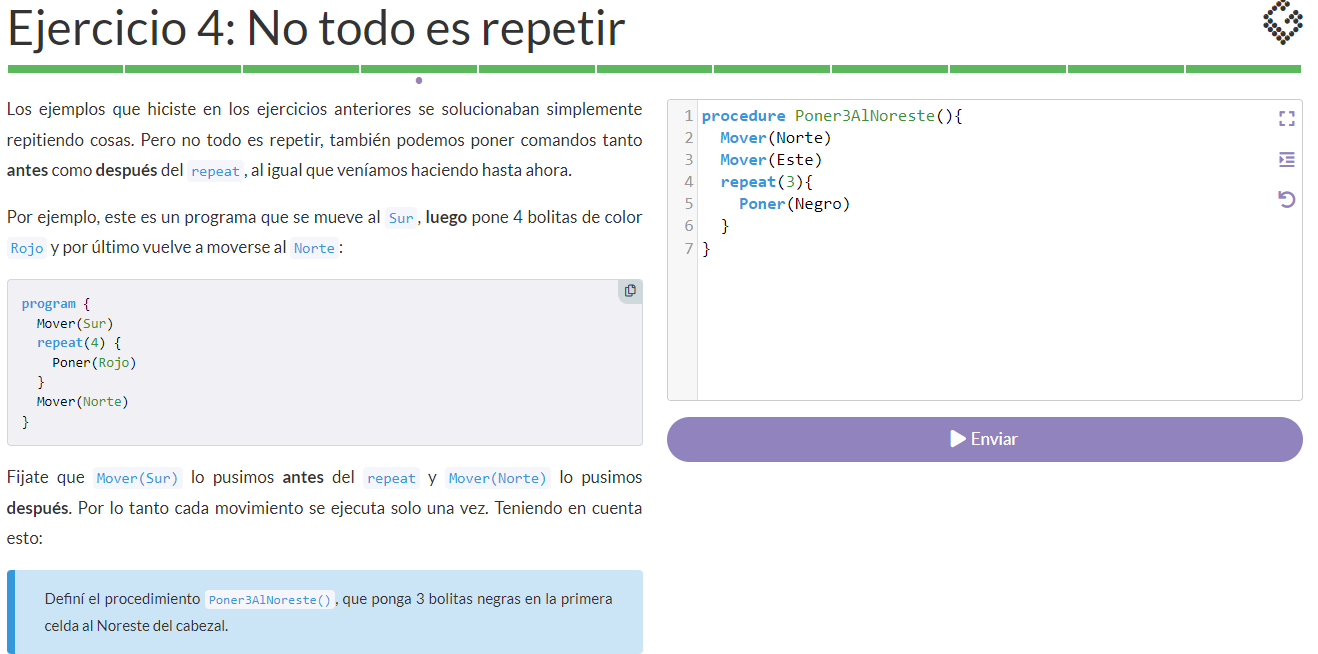 Ejercicio 4: No todo es repetir
Los ejemplos que hiciste en los ejercicios anteriores se solucionaban simplemente
repitiendo cosas. Pero no todo es repetir, también podemos poner comandos tanto
antes como después del repeat, al igual que veníamos haciendo hasta ahora.
Por ejemplo, este es un programa que se mueve al Sur, luego pone 4 bolitas de color
Rojo y por último vuelve a moverse al Norte:
program {
  Mover(Sur)
  repeat(4) {
    Poner(Rojo)
  }
  Mover(Norte)
}
Fijate que Mover(Sur) lo pusimos antes del repeat y Mover(Norte) lo pusimos
después. Por lo tanto cada movimiento se ejecuta solo una vez. Teniendo en cuenta
esto:
Definí el procedimiento Poner3AlNoreste(), que ponga 3 bolitas negras en la primera
celda al Noreste del cabezal.
1 procedure Poner3AlNoreste(){
2   Mover(Norte)
3   Mover(Este)
4   repeat(3){
5     Poner(Negro)
6   }
7 }
Enviar